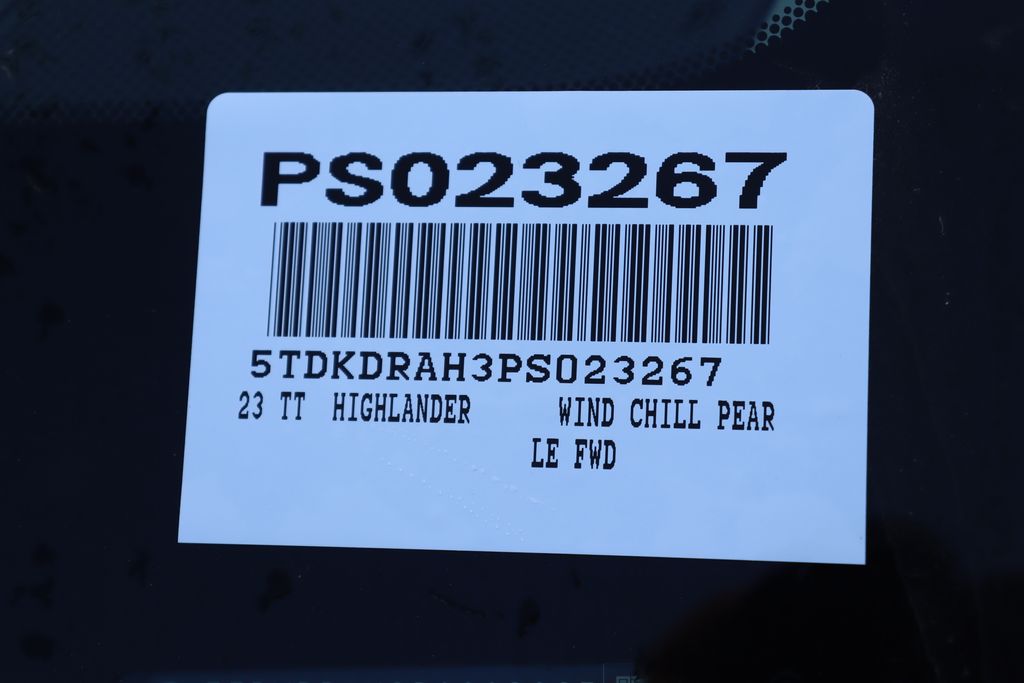 PS023267
5TDKDRAH3PS023267
23 TT HIGHLANDER WIND CHILL PEAR
LE FWD